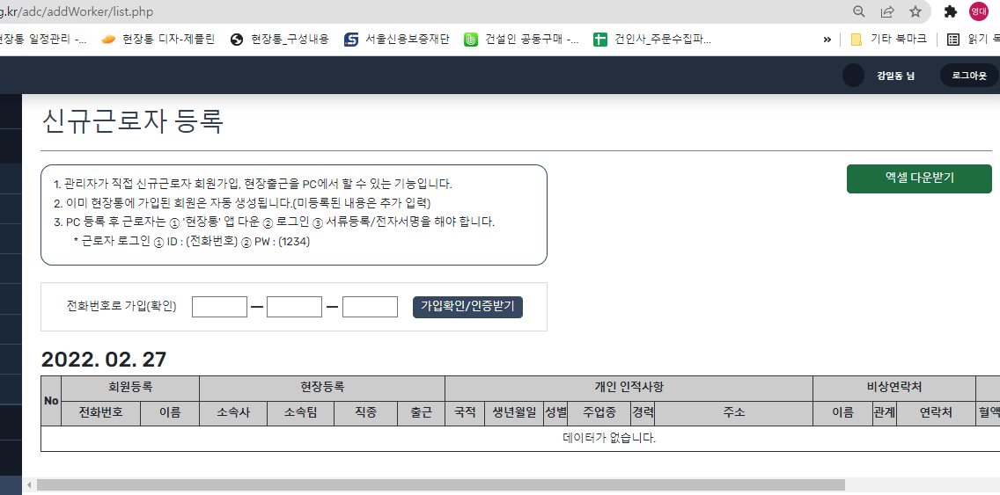 g.kr/adc/addWorker/list.php
영대
현장통 일정관리 -...
현장통 디자-제플린
현장통_구성내용
서울신용보증재단
건설인 공동구매 -...
건인사_주문수집파...
»
기타 북마크
읽기 목
강일동 님
로그아웃
신규근로자 등록
1. 관리자가 직접 신규근로자 회원가입, 현장출근을 PC에서 할 수 있는 기능입니다.
2. 이미 현장통에 가입된 회원은 자동 생성됩니다.(미등록된 내용은 추가 입력)
3. PC 등록 후 근로자는 ① '현장통' 앱 다운 ② 로그인 ③ 서류등록/전자서명을 해야 합니다.
* 근로자 로그인 ① ID : (전화번호) ② PW : (1234)
엑셀 다운받기
전화번호로 가입(확인)
가입확인/인증받기
2022. 02. 27
No 회원등록 현장등록 개인 인적사항 비상연락처
전화번호 이름 소속사 소속팀 직종 출근 국적 생년월일 성별 주업종 경력 주소 이름 관계 연락처 혈액
데이터가 없습니다.